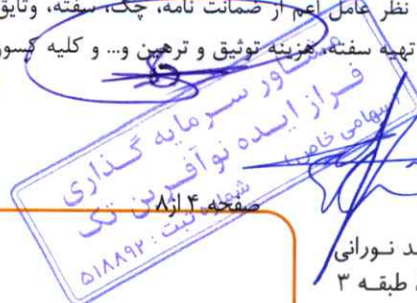 نظر عامل اعم از ضمانت نامه، چک، سفته، وثایق
تهیه سفته، هزینه توثیق و ترهین و... و کلیه کسور
مشاور سرمایه گذاری
فراز ایده نوآفرین تک
(سهامی خاص)
شماره ثبت: ۵۱۸۸۹۲
صفحه ۴ از ۸
د نورانی
طبقه ۳